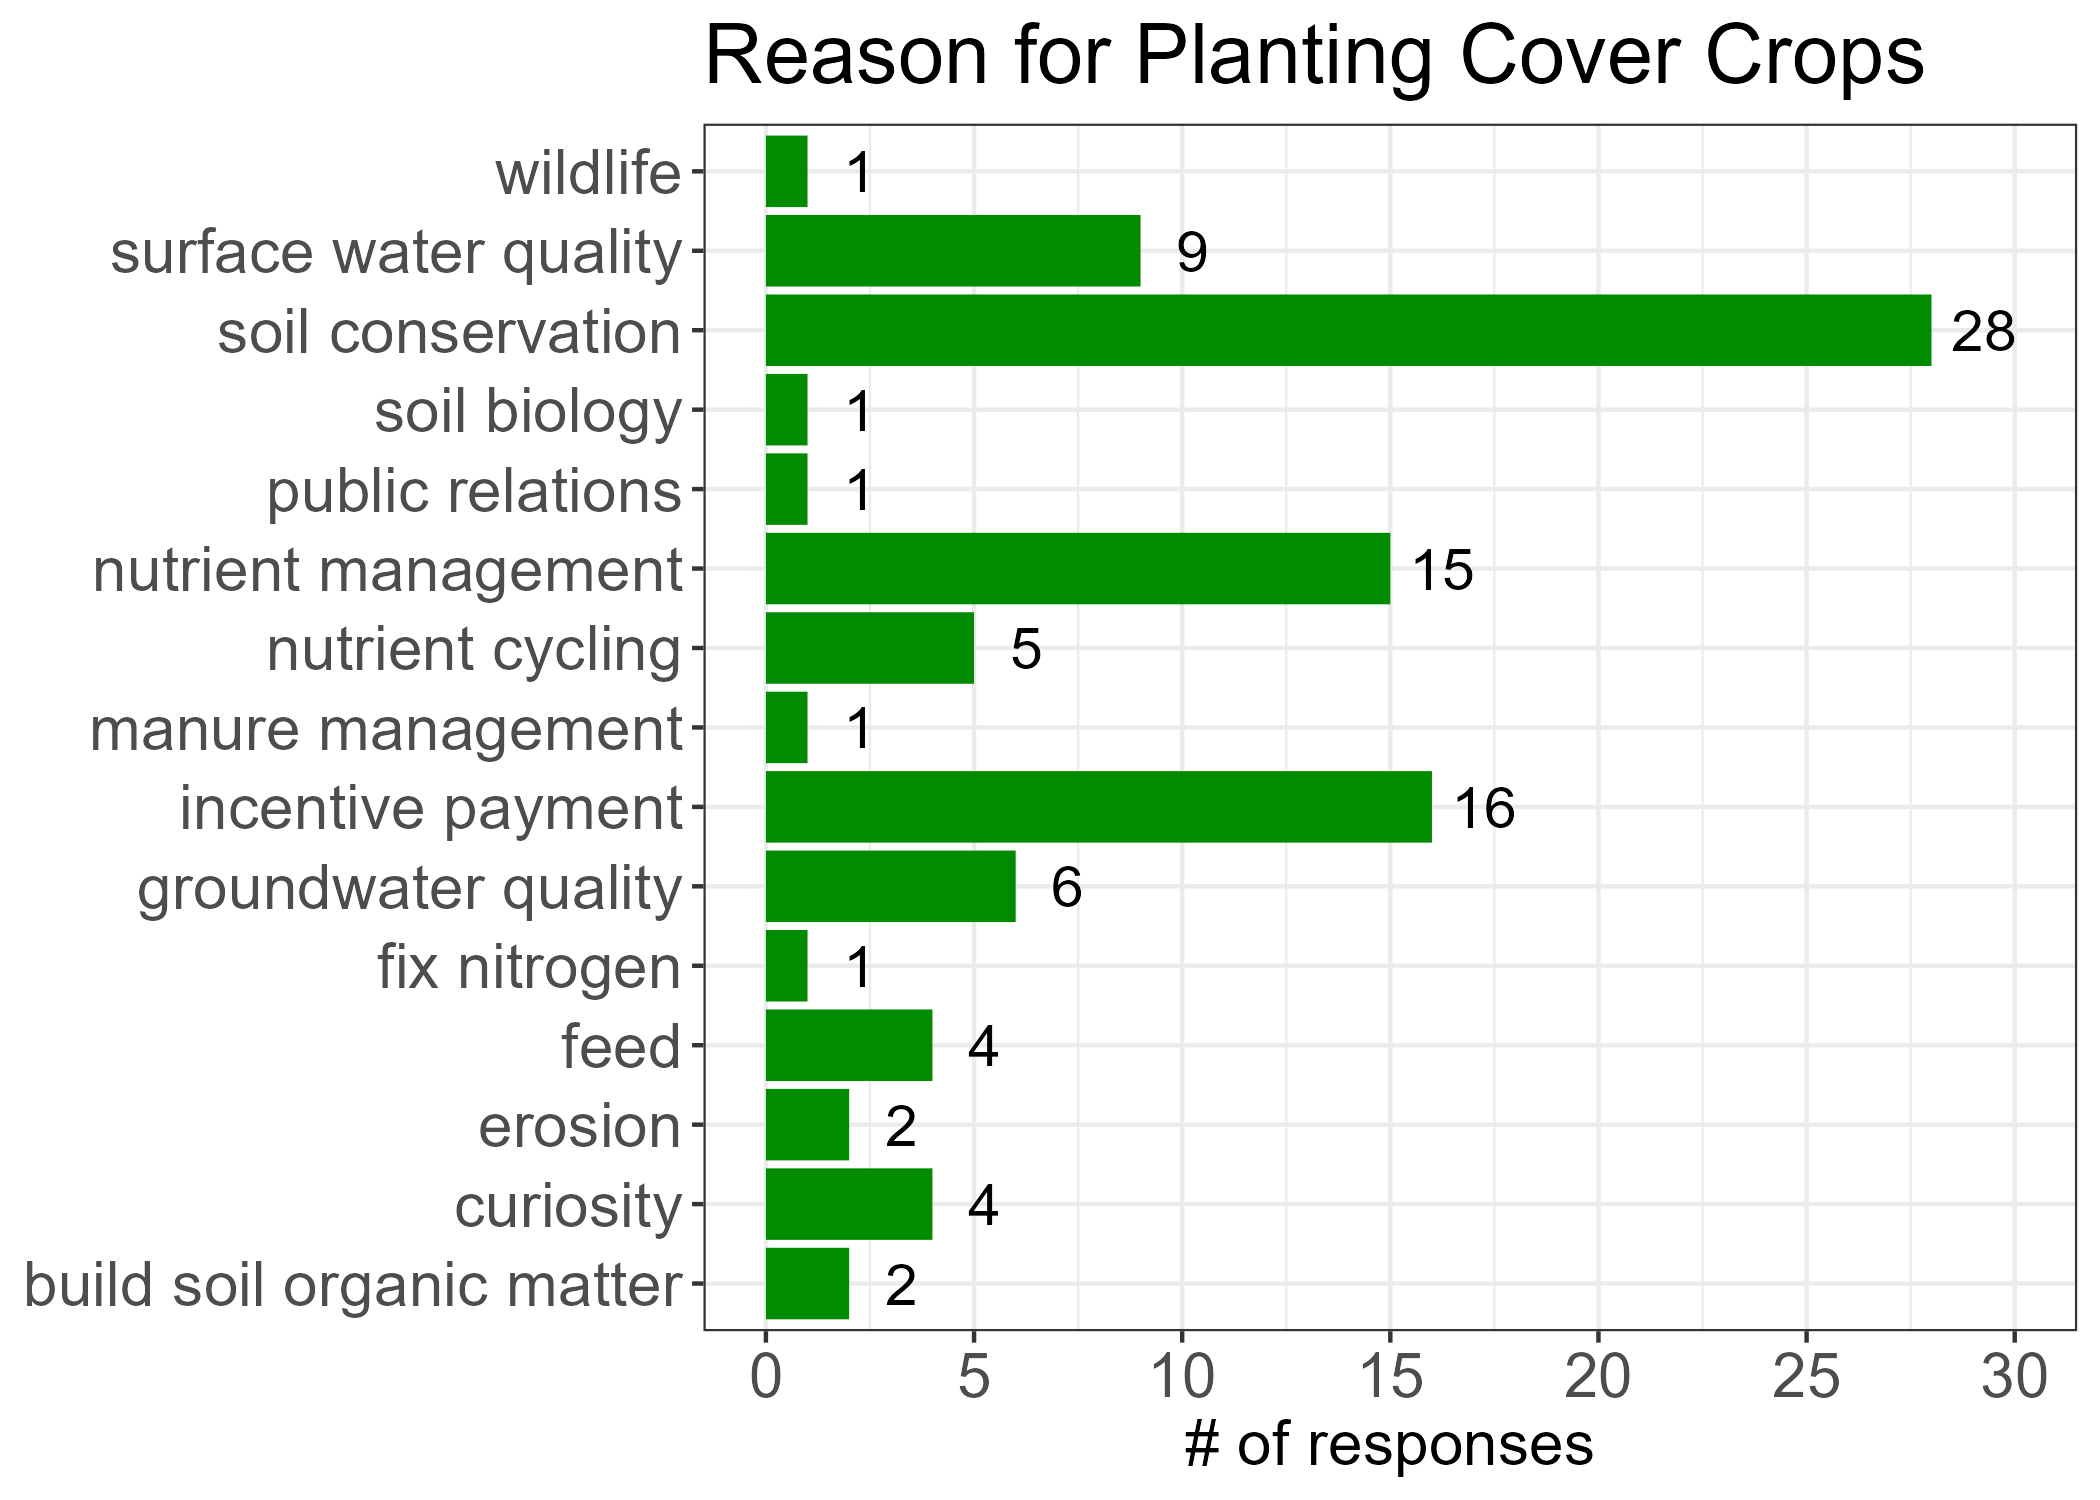 Reason for Planting Cover Crops
wildlife 1
surface water quality 9
soil conservation 28
soil biology 1
public relations 1
nutrient management 15
nutrient cycling 5
manure management 1
incentive payment 16
groundwater quality 6
fix nitrogen 1
feed 4
erosion 2
curiosity 4
build soil organic matter 2
0 5 10 15 20 25 30
# of responses